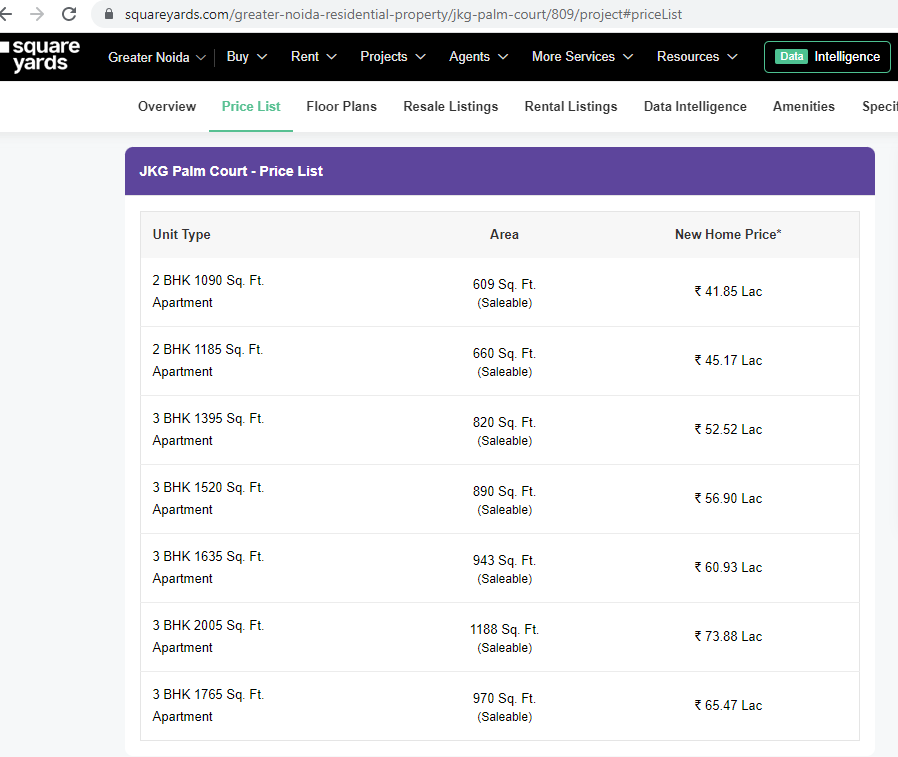 squareyards.com/greater-noida-residential-property/jkg-palm-court/809/project#priceList
square
yards
Greater Noida Buy Rent Projects Agents More Services Resources Data Intelligence
Overview Price List Floor Plans Resale Listings Rental Listings Data Intelligence Amenities Specif
JKG Palm Court - Price List
Unit Type Area New Home Price*
2 BHK 1090 Sq. Ft.
Apartment
609 Sq. Ft.
(Saleable)
₹ 41.85 Lac
2 BHK 1185 Sq. Ft.
Apartment
660 Sq. Ft.
(Saleable)
₹ 45.17 Lac
3 BHK 1395 Sq. Ft.
Apartment
820 Sq. Ft.
(Saleable)
₹ 52.52 Lac
3 BHK 1520 Sq. Ft.
Apartment
890 Sq. Ft.
(Saleable)
₹ 56.90 Lac
3 BHK 1635 Sq. Ft.
Apartment
943 Sq. Ft.
(Saleable)
₹ 60.93 Lac
3 BHK 2005 Sq. Ft.
Apartment
1188 Sq. Ft.
(Saleable)
₹ 73.88 Lac
3 BHK 1765 Sq. Ft.
Apartment
970 Sq. Ft.
(Saleable)
₹ 65.47 Lac